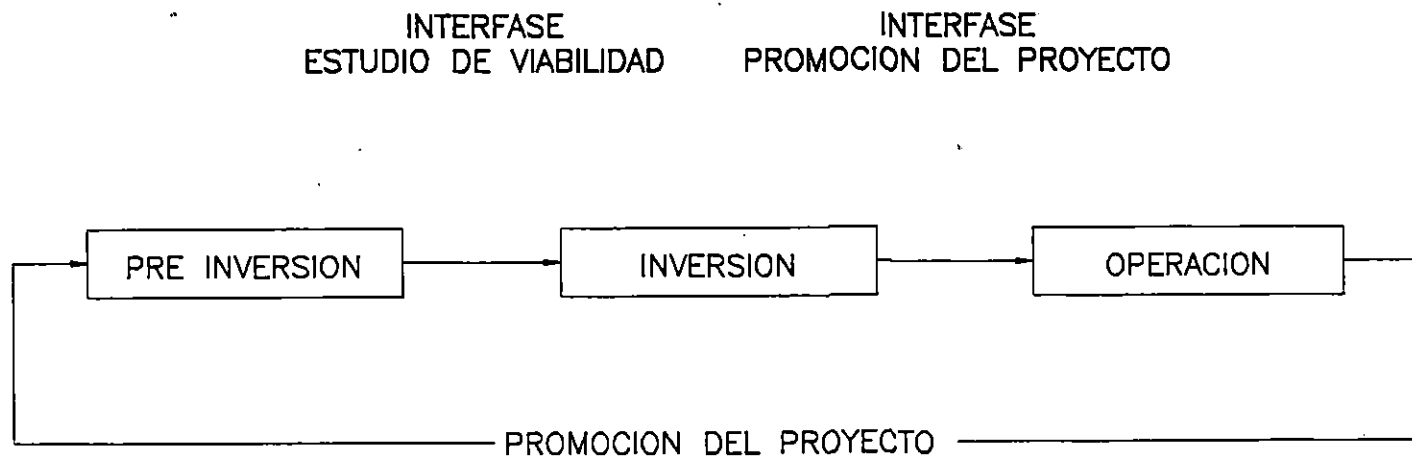 INTERFASE
ESTUDIO DE VIABILIDAD
INTERFASE
PROMOCION DEL PROYECTO
PRE INVERSION
INVERSION
OPERACION
PROMOCION DEL PROYECTO